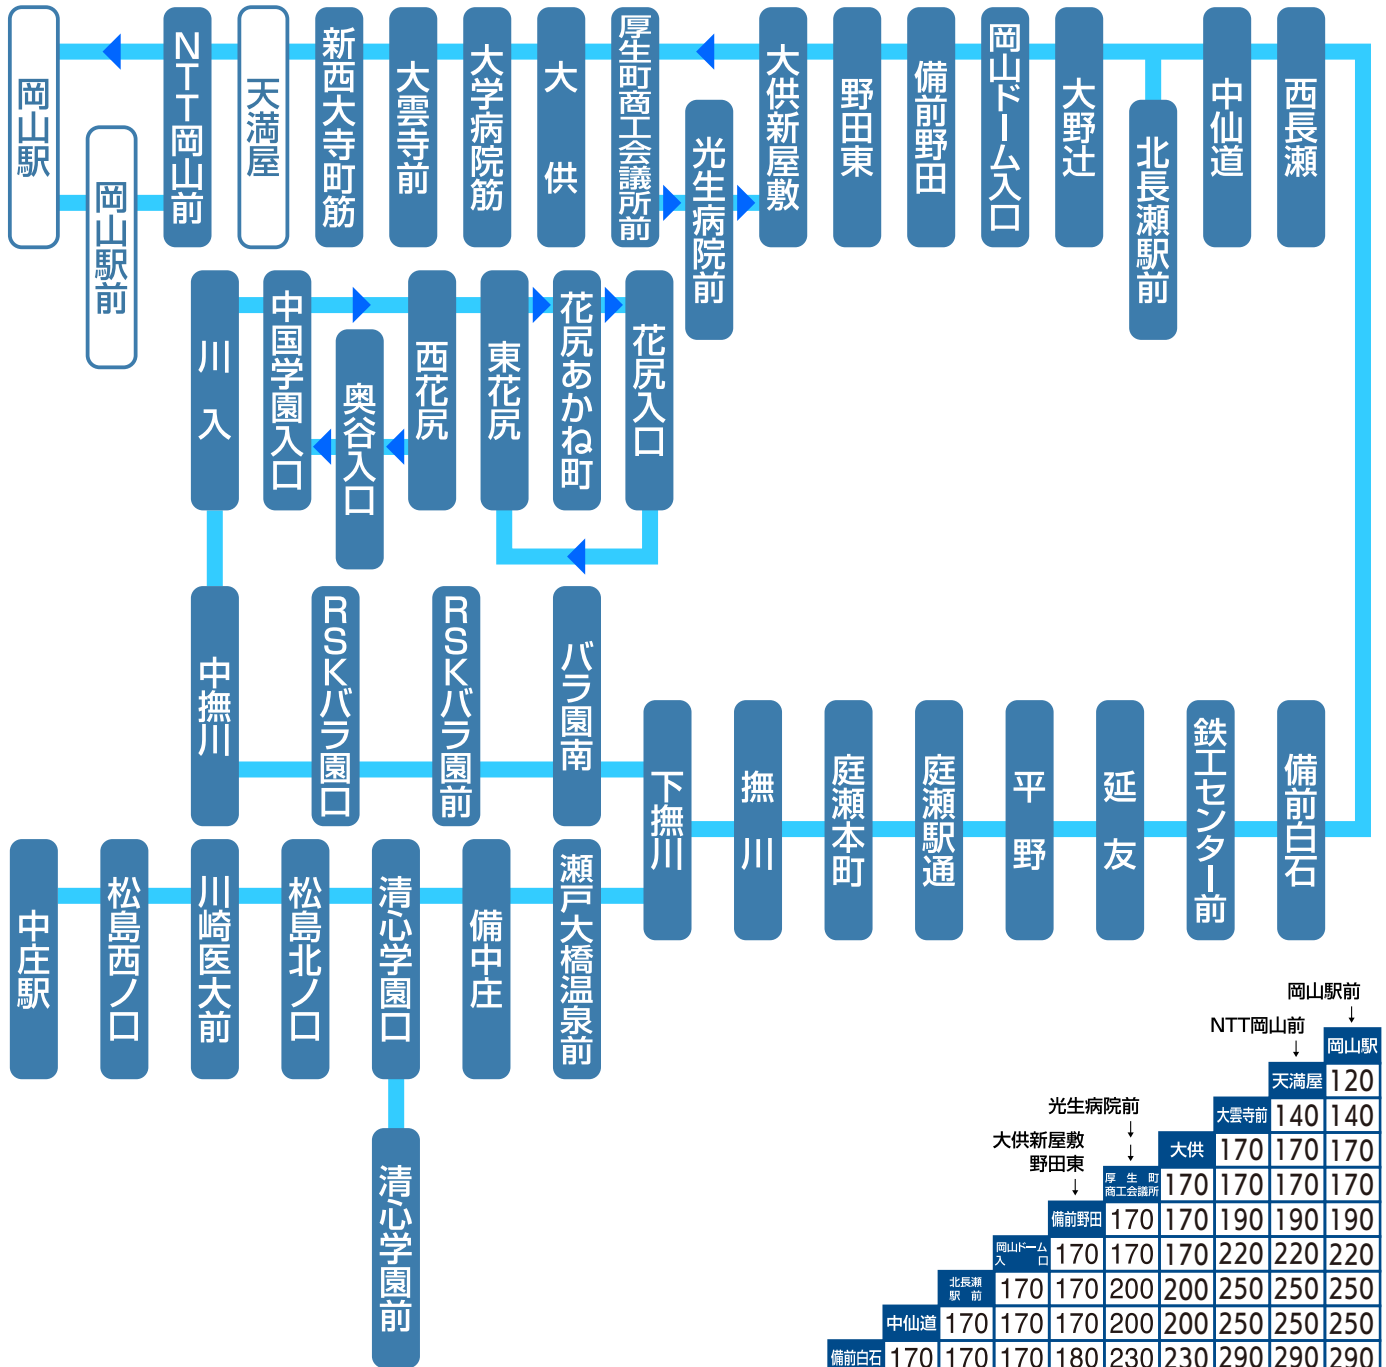 岡山駅
岡山駅前
NTT岡山前
天満屋
新西大寺町筋
大雲寺前
大学病院筋
大供
厚生町商工会議所前
光生病院前
大供新屋敷
野田東
備前野田
岡山ドーム入口
大野辻
北長瀬駅前
中仙道
西長瀬
川入
中国学園入口
奥谷入口
西花尻
東花尻
花尻あかね町
花尻入口
中撫川
RSKバラ園口
RSKバラ園前
バラ園南
下撫川
撫川
庭瀬本町
庭瀬駅通
平野
延友
鉄工センター前
備前白石
中庄駅
松島西ノ口
川崎医大前
松島北ノ口
清心学園口
備中庄
瀬戸大橋温泉前
清心学園前
岡山駅前
↓
NTT岡山前
↓
岡山駅
天満屋 120
光生病院前
↓
大雲寺前 140 140
大供新屋敷
野田東
↓
↓
大供 170 170 170
厚生町
商工会議所 170 170 170 170
備前野田 170 170 190 190 190
岡山ドーム
入口 170 170 170 220 220 220
北長瀬
駅前 170 170 200 200 250 250 250
中仙道 170 170 170 200 200 250 250 250
備前白石 170 170 170 180 230 230 290 290 290